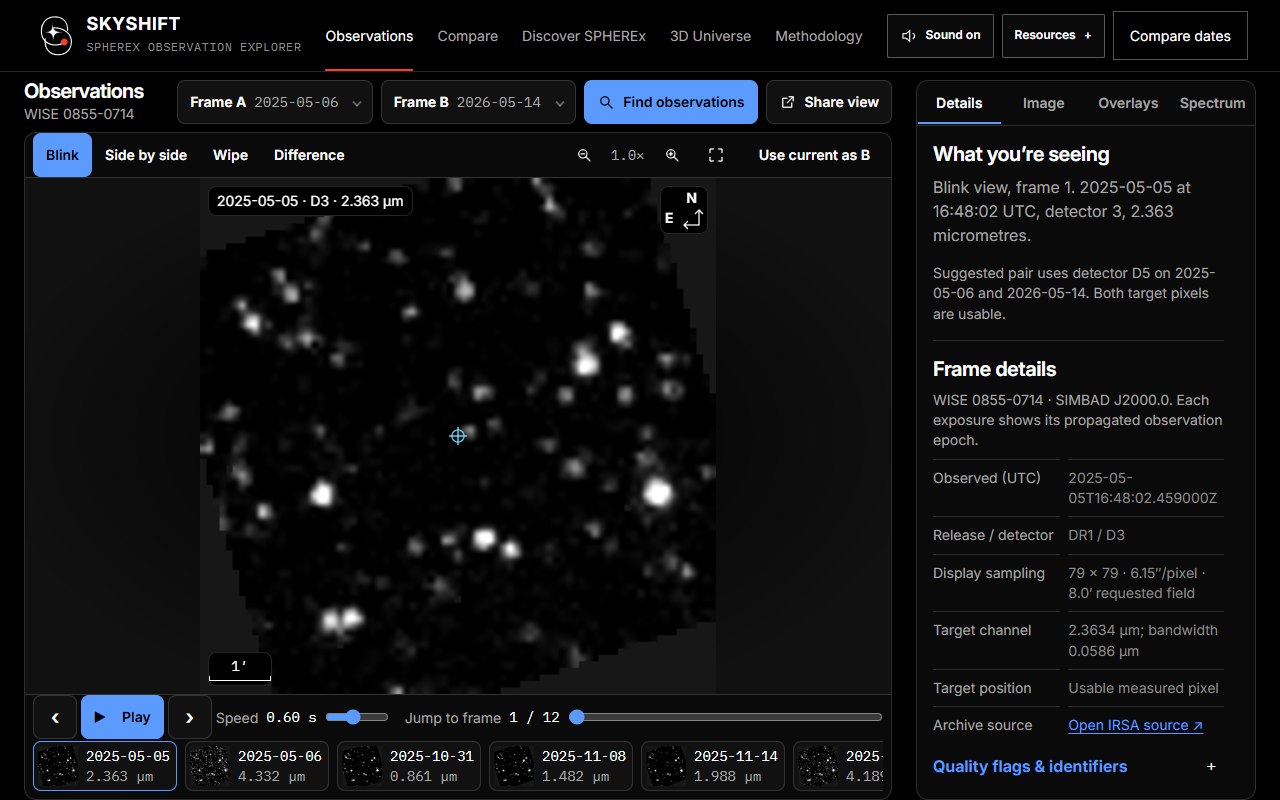 SKYSHIFT
SPHEREX OBSERVATION EXPLORER
Observations
Compare
Discover SPHEREx
3D Universe
Methodology
Sound on
Resources +
Compare dates
Observations
WISE 0855-0714
Frame A 2025-05-06
Frame B 2026-05-14
Find observations
Share view
Blink
Side by side
Wipe
Difference
1.0×
Use current as B
2025-05-05 · D3 · 2.363 µm
N
E
1′
‹
Play
›
Speed 0.60 s
Jump to frame 1 / 12
2025-05-05
2.363 µm
2025-05-06
4.332 µm
2025-10-31
0.861 µm
2025-11-08
1.482 µm
2025-11-14
1.988 µm
2025-
4.189
Details
Image
Overlays
Spectrum
What you’re seeing
Blink view, frame 1. 2025-05-05 at
16:48:02 UTC, detector 3, 2.363
micrometres.
Suggested pair uses detector D5 on 2025-
05-06 and 2026-05-14. Both target pixels
are usable.
Frame details
WISE 0855-0714 · SIMBAD J2000.0. Each
exposure shows its propagated observation
epoch.
Observed (UTC)
2025-05-
05T16:48:02.459000Z
Release / detector
DR1 / D3
Display sampling
79 × 79 · 6.15″/pixel ·
8.0′ requested field
Target channel
2.3634 µm; bandwidth
0.0586 µm
Target position
Usable measured pixel
Archive source
Open IRSA source ↗
Quality flags & identifiers +